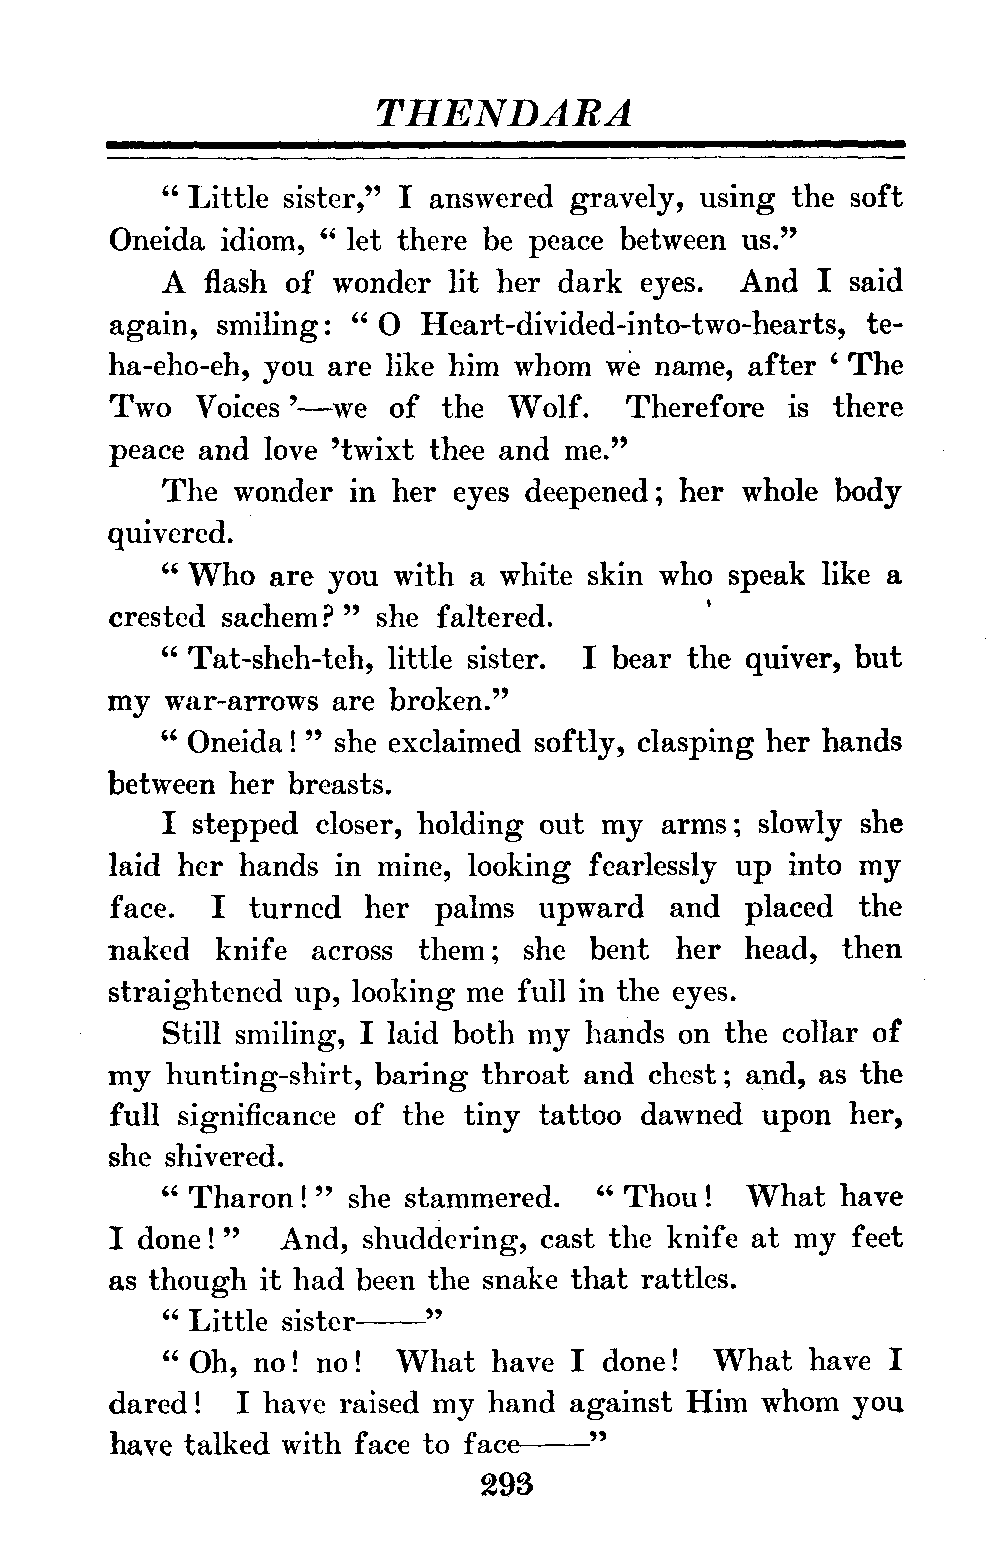 THENDARA
“ Little sister,” I answered gravely, using the soft
Oneida idiom, “ let there be peace between us.”
A flash of wonder lit her dark eyes. And I said
again, smiling: “ O Heart-divided-into-two-hearts, te-
ha-eho-eh, you are like him whom we name, after ‘ The
Two Voices ’—we of the Wolf. Therefore is there
peace and love ’twixt thee and me.”
The wonder in her eyes deepened; her whole body
quivered.
“ Who are you with a white skin who speak like a
crested sachem? ” she faltered.
“ Tat-sheh-teh, little sister. I bear the quiver, but
my war-arrows are broken.”
“ Oneida! ” she exclaimed softly, clasping her hands
between her breasts.
I stepped closer, holding out my arms; slowly she
laid her hands in mine, looking fearlessly up into my
face. I turned her palms upward and placed the
naked knife across them; she bent her head, then
straightened up, looking me full in the eyes.
Still smiling, I laid both my hands on the collar of
my hunting-shirt, baring throat and chest; and, as the
full significance of the tiny tattoo dawned upon her,
she shivered.
“ Tharon! ” she stammered. “ Thou! What have
I done! ” And, shuddering, cast the knife at my feet
as though it had been the snake that rattles.
“ Little sister——”
“ Oh, no! no! What have I done! What have I
dared! I have raised my hand against Him whom you
have talked with face to face——”
293